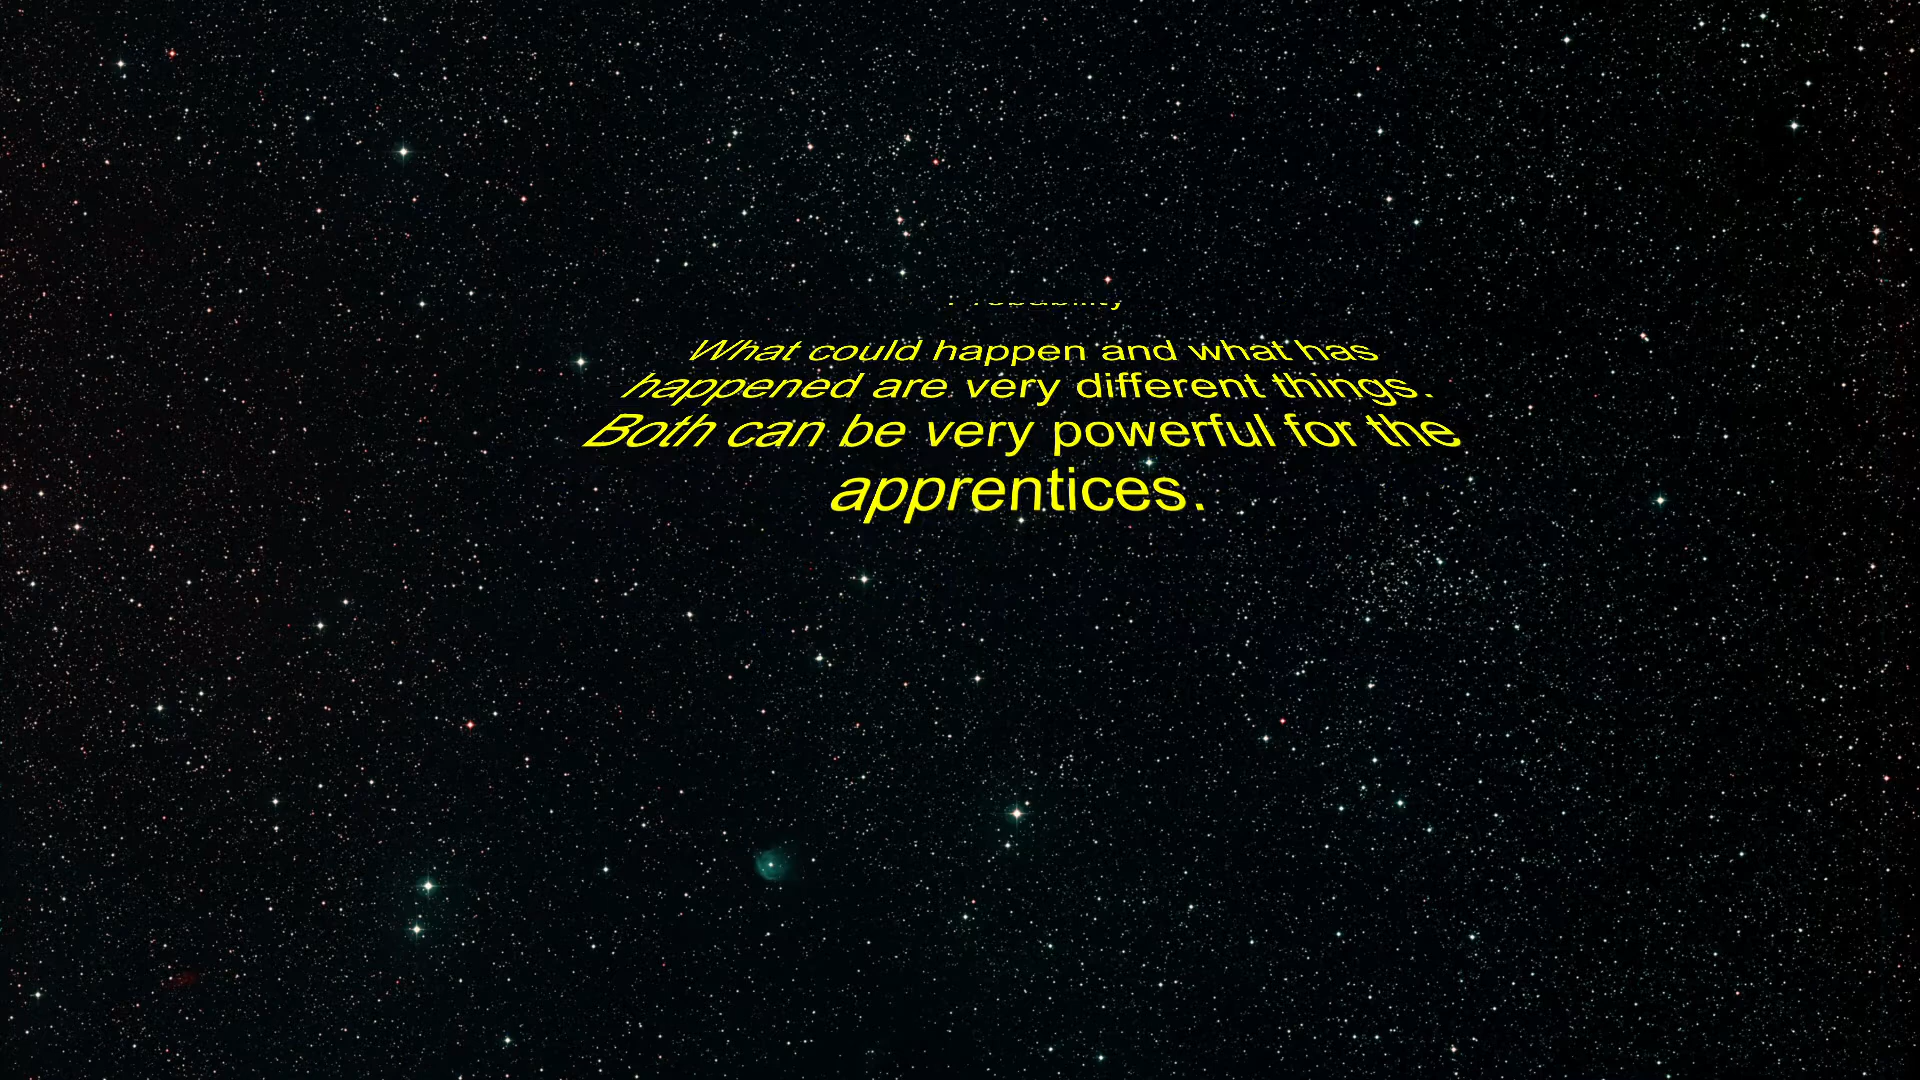 Probability
What could happen and what has
happened are very different things.
Both can be very powerful for the
apprentices.